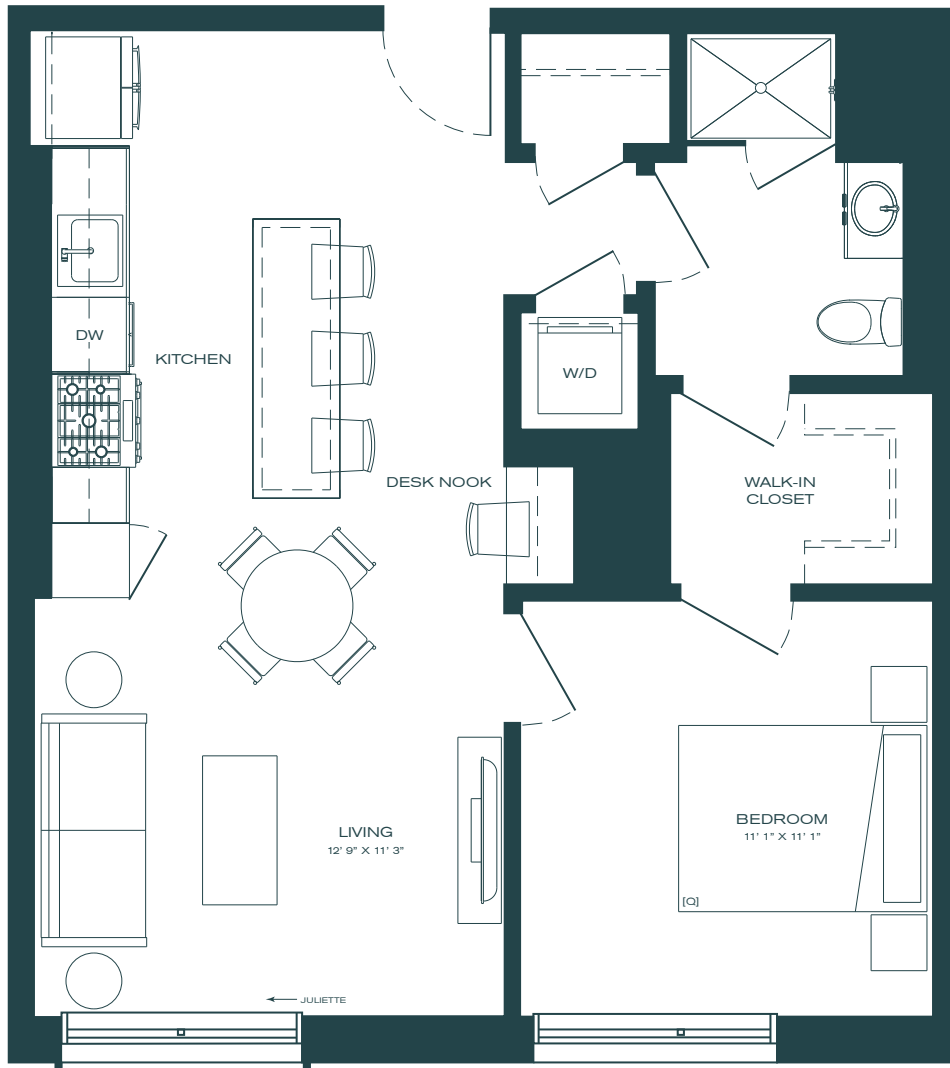 DW
KITCHEN
W/D
DESK NOOK
WALK-IN
CLOSET
LIVING
12' 9" X 11' 3"
BEDROOM
11' 1" X 11' 1"
[Q]
JULIETTE